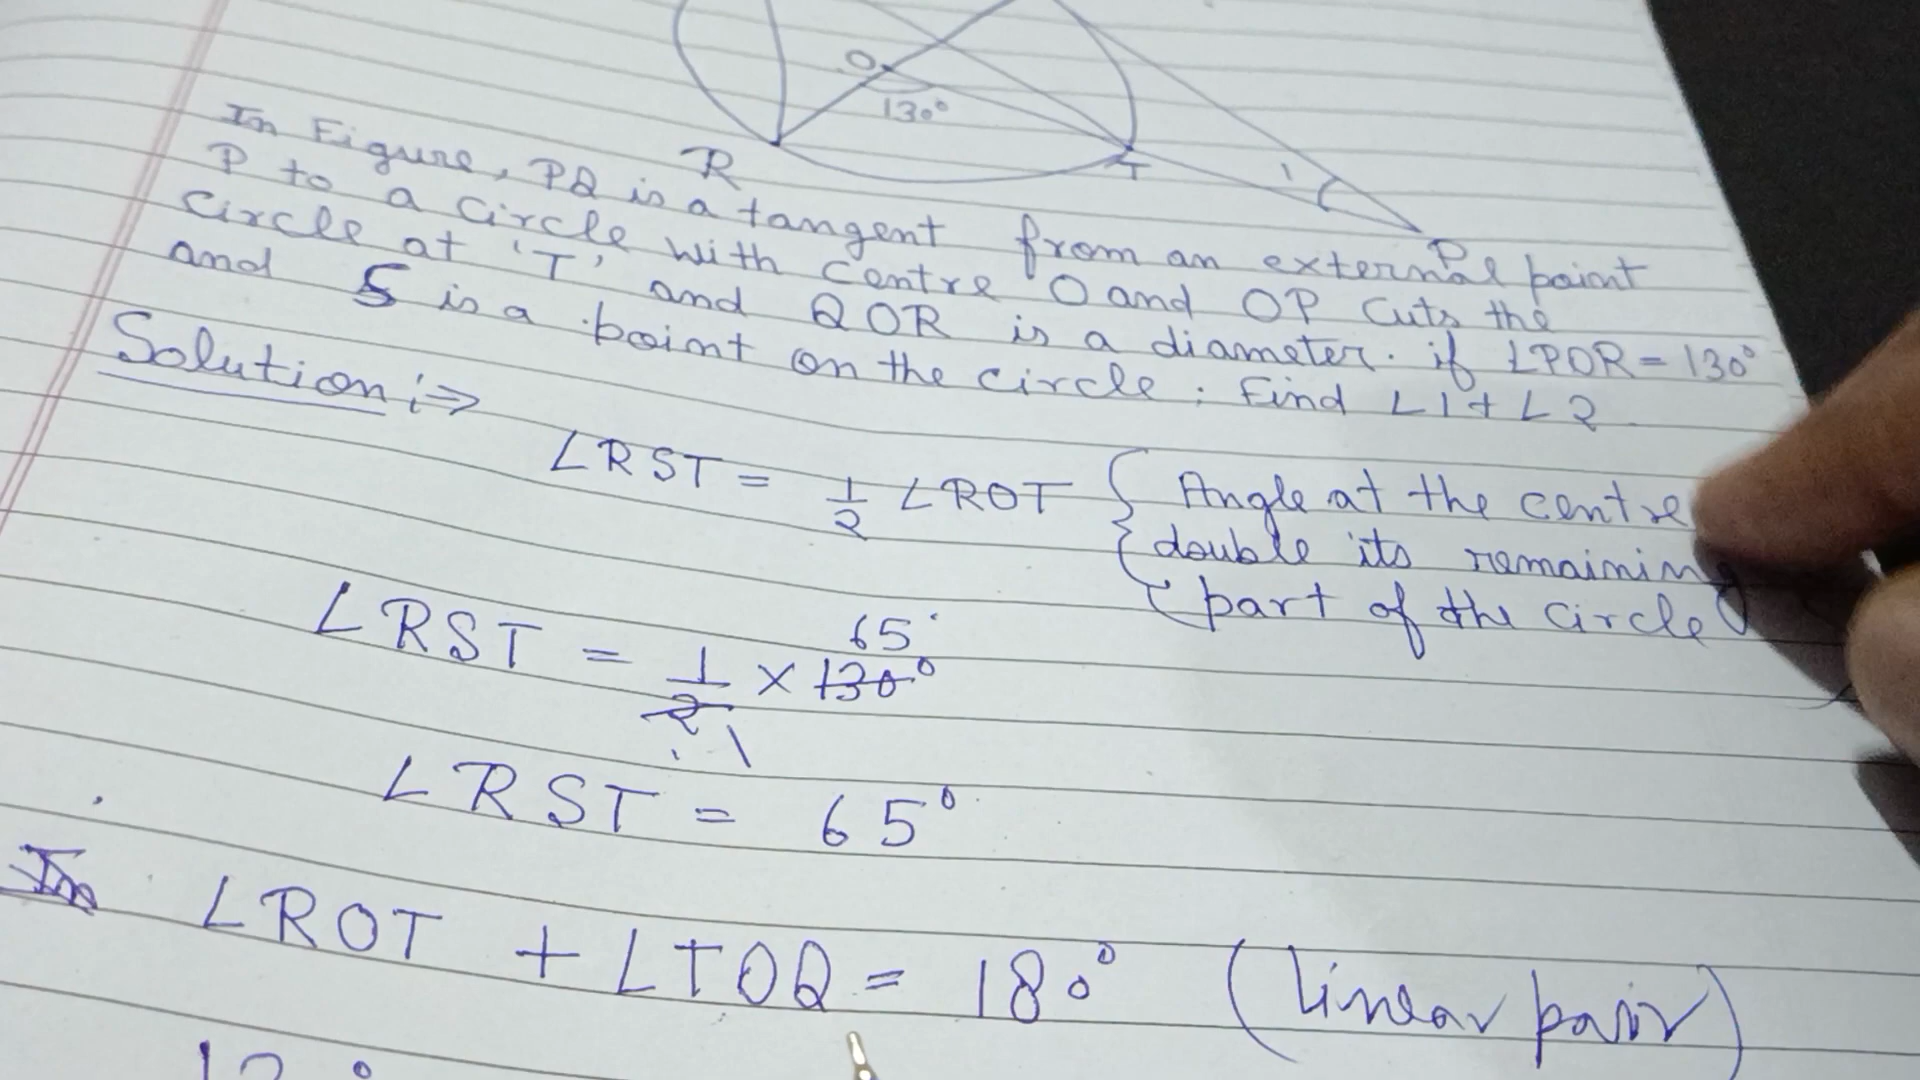 O
130°
R
T
1
P
In Figure, PQ is a tangent from an external point
P to a circle with centre O and OP cuts the
circle at 'T' and QOR is a diameter. if ∠POR = 130°
and S is a point on the circle; Find ∠1 + ∠2
Solution :⇒
∠RST = 1/2 ∠ROT { Angle at the centre
double its remaining
part of the circle
65°
∠RST = 1/2 × 130°
1
∠RST = 65°
In ∠ROT + ∠TOQ = 180° (linear pair)